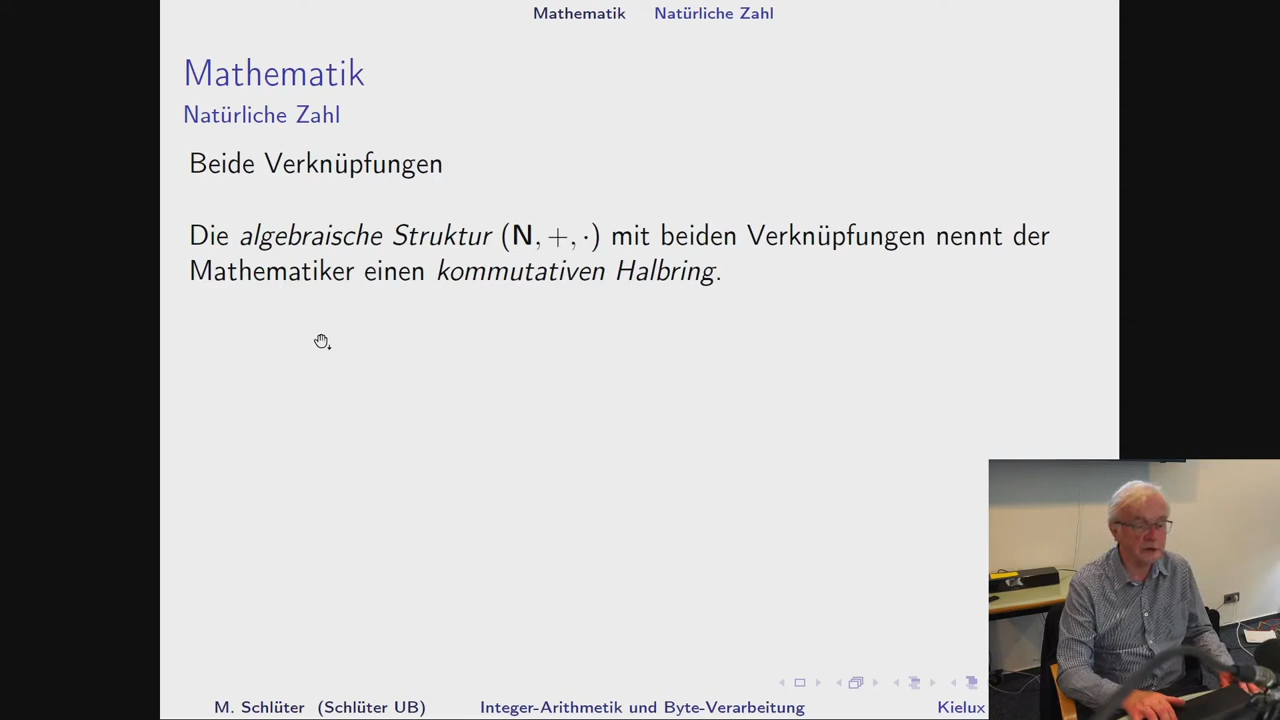 Mathematik Natürliche Zahl
Mathematik
Natürliche Zahl
Beide Verknüpfungen
Die algebraische Struktur (N, +, ·) mit beiden Verknüpfungen nennt der
Mathematiker einen kommutativen Halbring.
M. Schlüter (Schlüter UB) Integer-Arithmetik und Byte-Verarbeitung Kielux